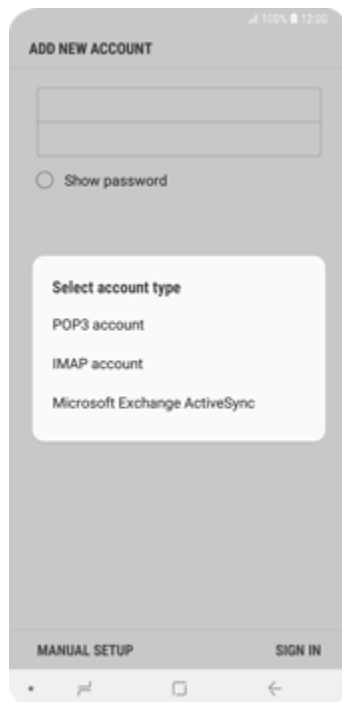 100% 12:00
ADD NEW ACCOUNT
Show password
Select account type
POP3 account
IMAP account
Microsoft Exchange ActiveSync
MANUAL SETUP SIGN IN